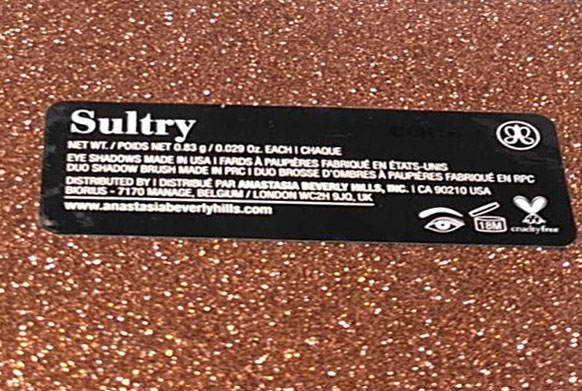 Sultry
NET WT. / POIDS NET 0.83 g / 0.029 Oz. EACH | CHAQUE
EYE SHADOWS MADE IN USA | FARDS À PAUPIÈRES FABRIQUÉ EN ÉTATS-UNIS
DUO SHADOW BRUSH MADE IN PRC | DUO BROSSE D'OMBRES À PAUPIÈRES FABRIQUÉ EN RPC
DISTRIBUTED BY | DISTRIBUÉ PAR ANASTASIA BEVERLY HILLS, INC. | CA 90210 USA
BIORIUS - 7170 MANAGE, BELGIUM / LONDON WC2H 9JQ, UK
www.anastasiabeverlyhills.com
18M
crueltyfree